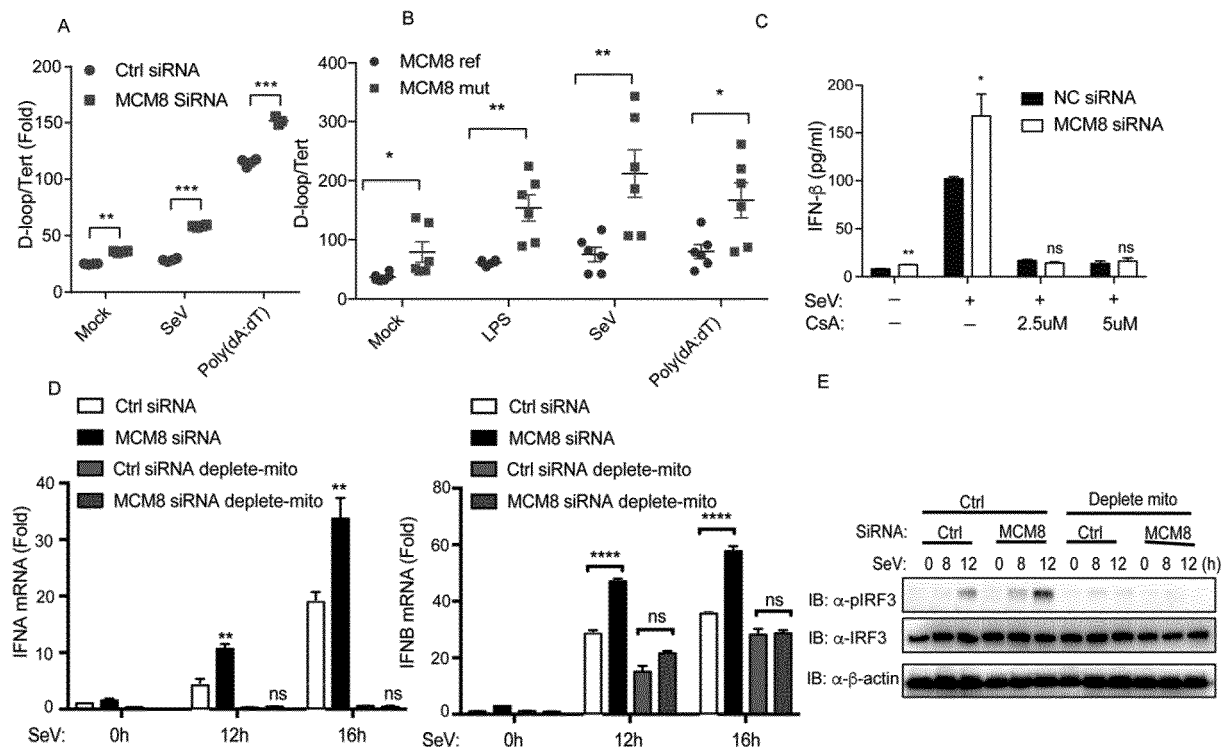 A
Ctrl siRNA
MCM8 SiRNA
D-loop/Tert (Fold)
200
150
100
50
0
**
***
***
Mock
SeV
Poly(dA:dT)
B
MCM8 ref
MCM8 mut
D-loop/Tert
400
300
200
100
0
*
**
**
*
Mock
LPS
SeV
Poly(dA:dT)
C
NC siRNA
MCM8 siRNA
IFN-β (pg/ml)
200
150
100
50
0
**
*
ns
ns
SeV: – + + +
CsA: – – 2.5uM 5uM
D
Ctrl siRNA
MCM8 siRNA
Ctrl siRNA deplete-mito
MCM8 siRNA deplete-mito
IFNA mRNA (Fold)
40
30
20
10
0
**
ns
**
ns
SeV: 0h 12h 16h
Ctrl siRNA
MCM8 siRNA
Ctrl siRNA deplete-mito
MCM8 siRNA deplete-mito
IFNB mRNA (Fold)
80
60
40
20
0
****
ns
****
ns
SeV: 0h 12h 16h
E
Ctrl Deplete mito
SiRNA: Ctrl MCM8 Ctrl MCM8
SeV: 0 8 12 0 8 12 0 8 12 0 8 12 (h)
IB: α-pIRF3
IB: α-IRF3
IB: α-β-actin